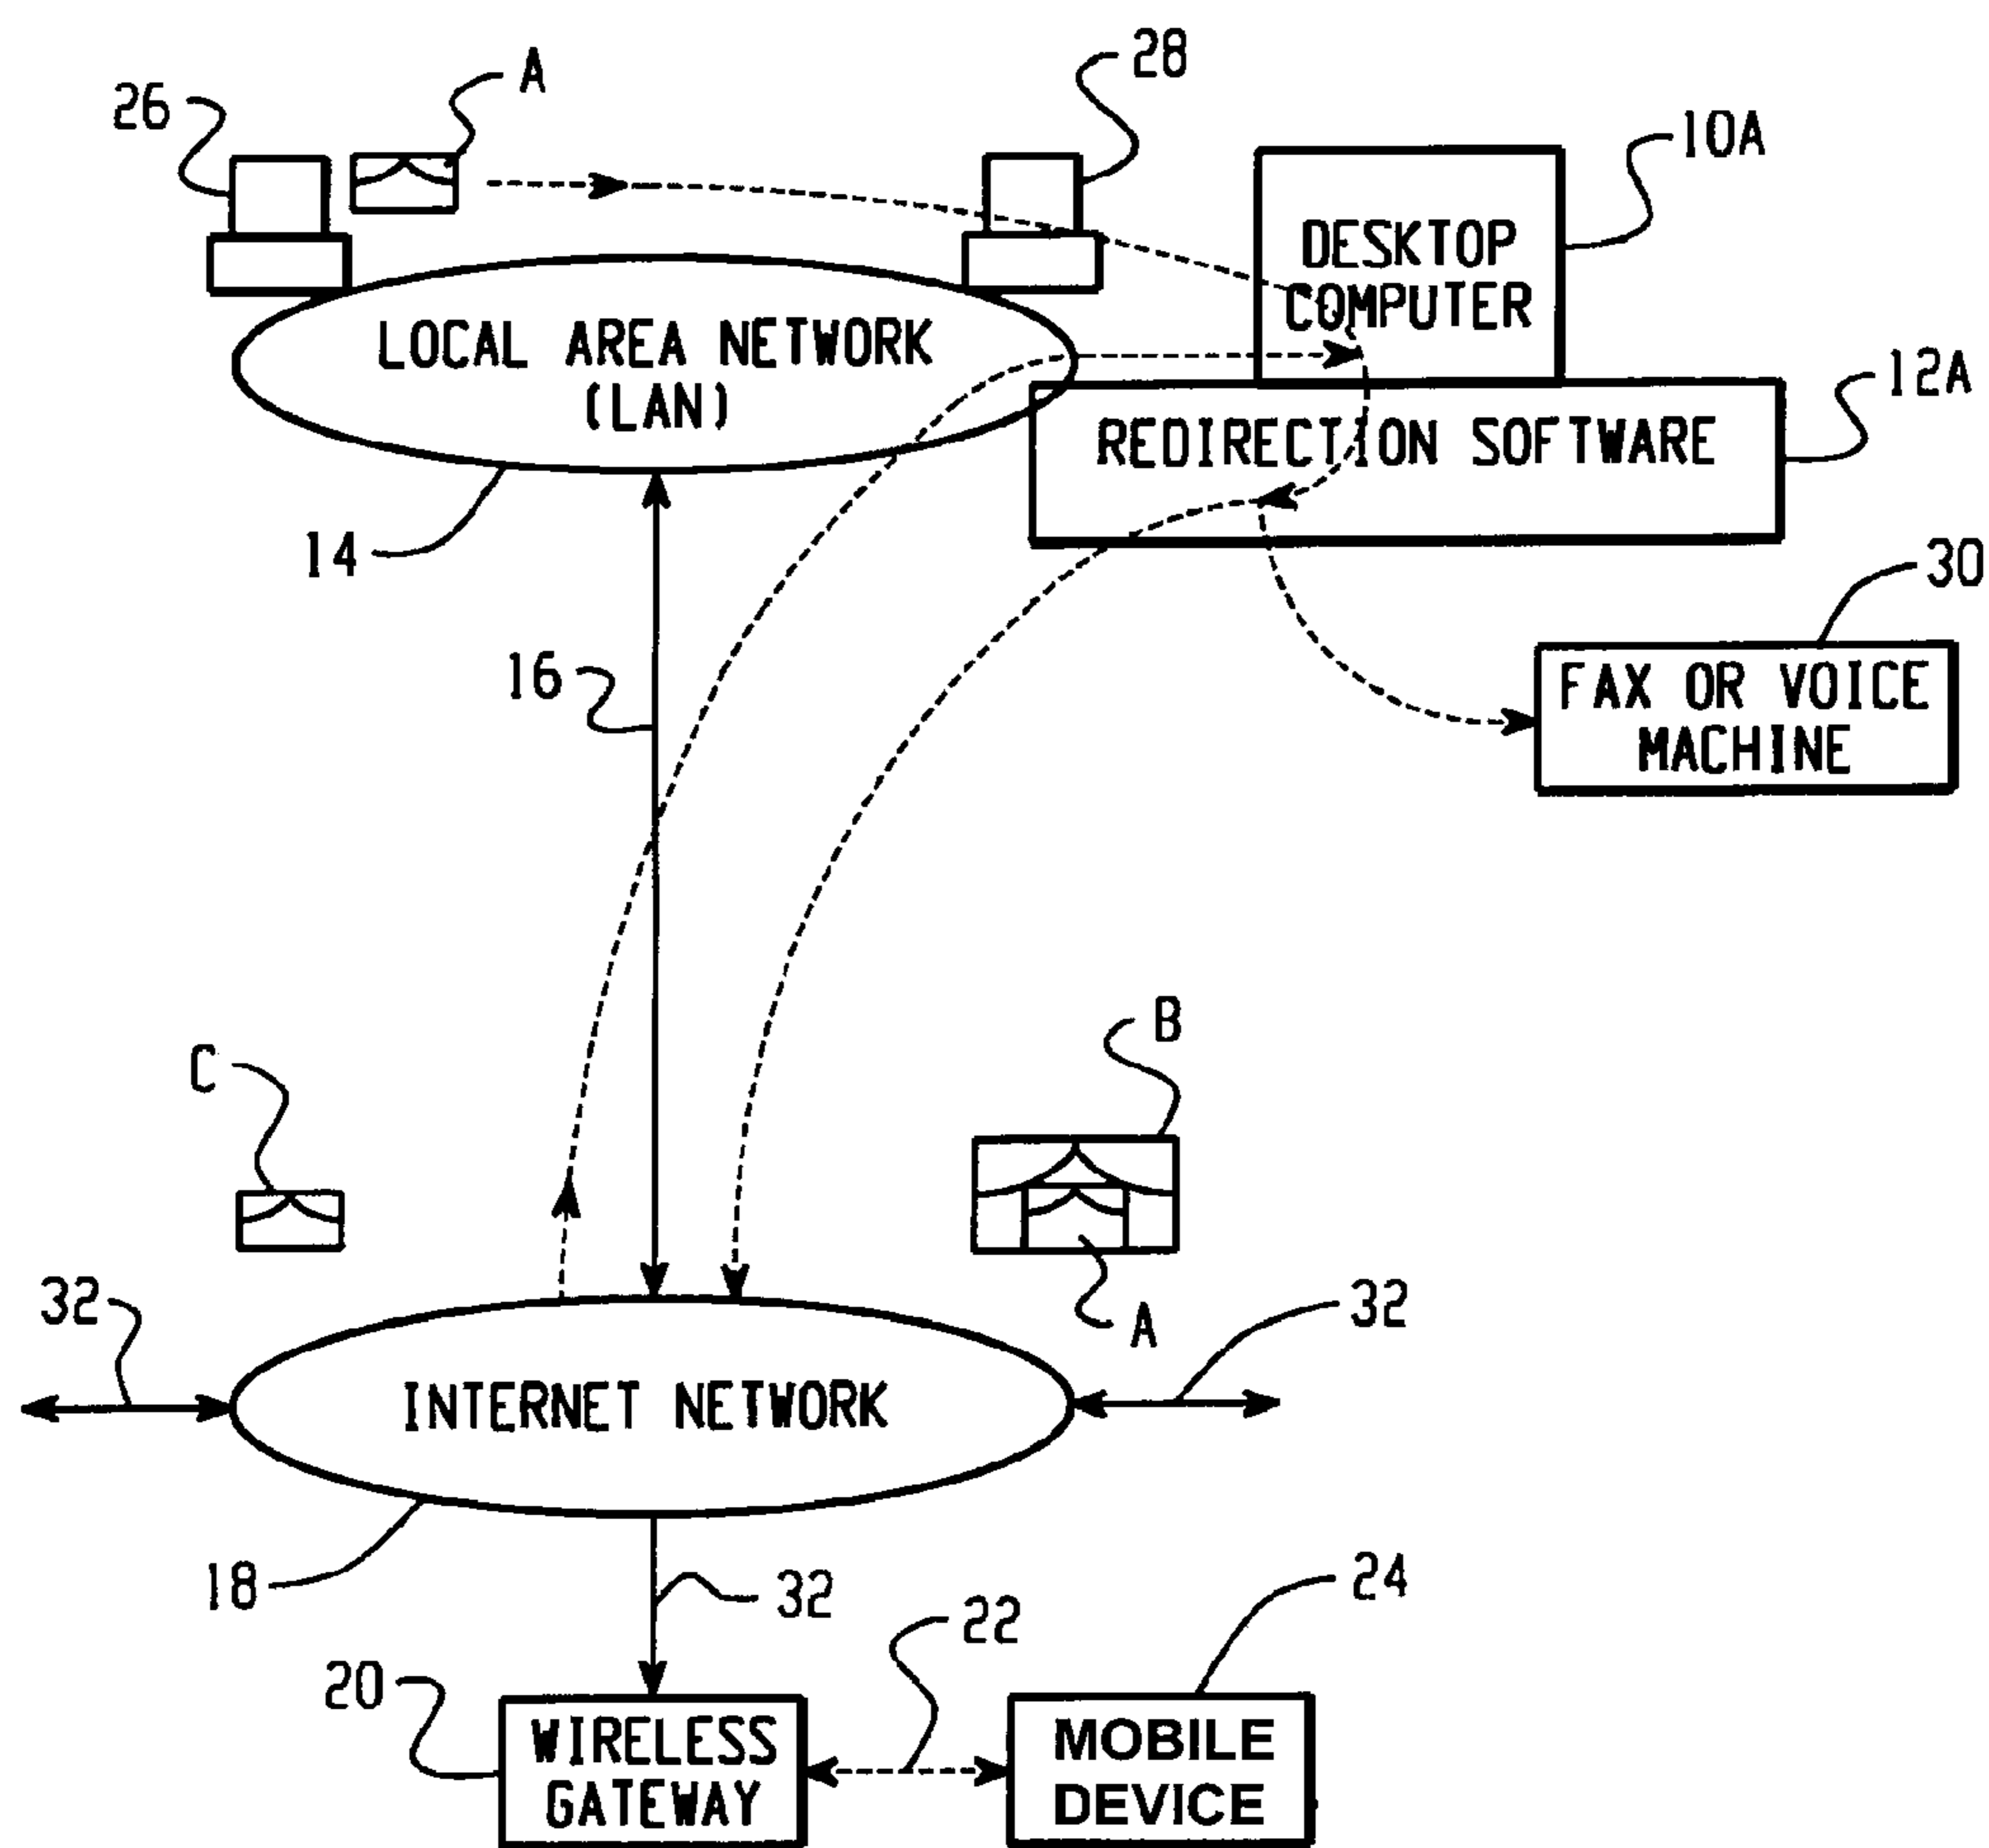 28
A
26
10A
DESKTOP
COMPUTER
LOCAL AREA NETWORK
(LAN)
12A
REDIRECTION SOFTWARE
14
30
16
FAX OR VOICE
MACHINE
B
C
32
32
A
INTERNET NETWORK
18
32
24
22
20
WIRELESS
GATEWAY
MOBILE
DEVICE